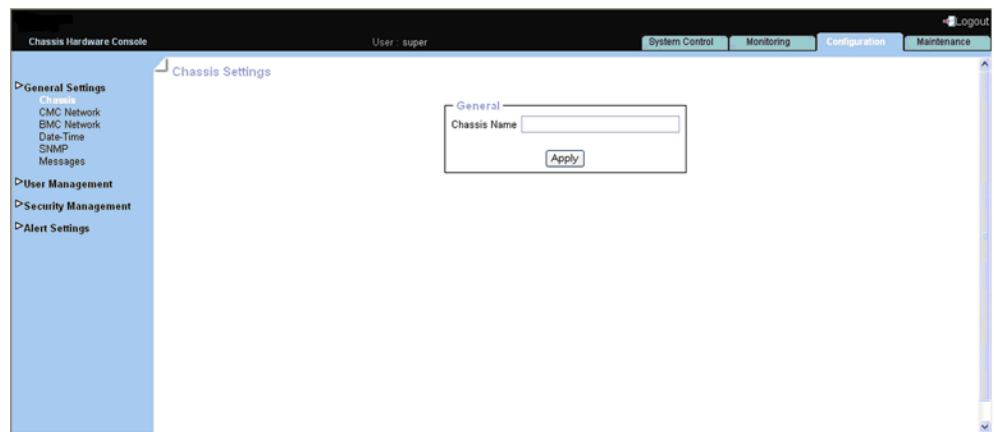 Logout
Chassis Hardware Console
User : super
System Control
Monitoring
Configuration
Maintenance
General Settings
Chassis
CMC Network
BMC Network
Date-Time
SNMP
Messages
User Management
Security Management
Alert Settings
Chassis Settings
General
Chassis Name
Apply